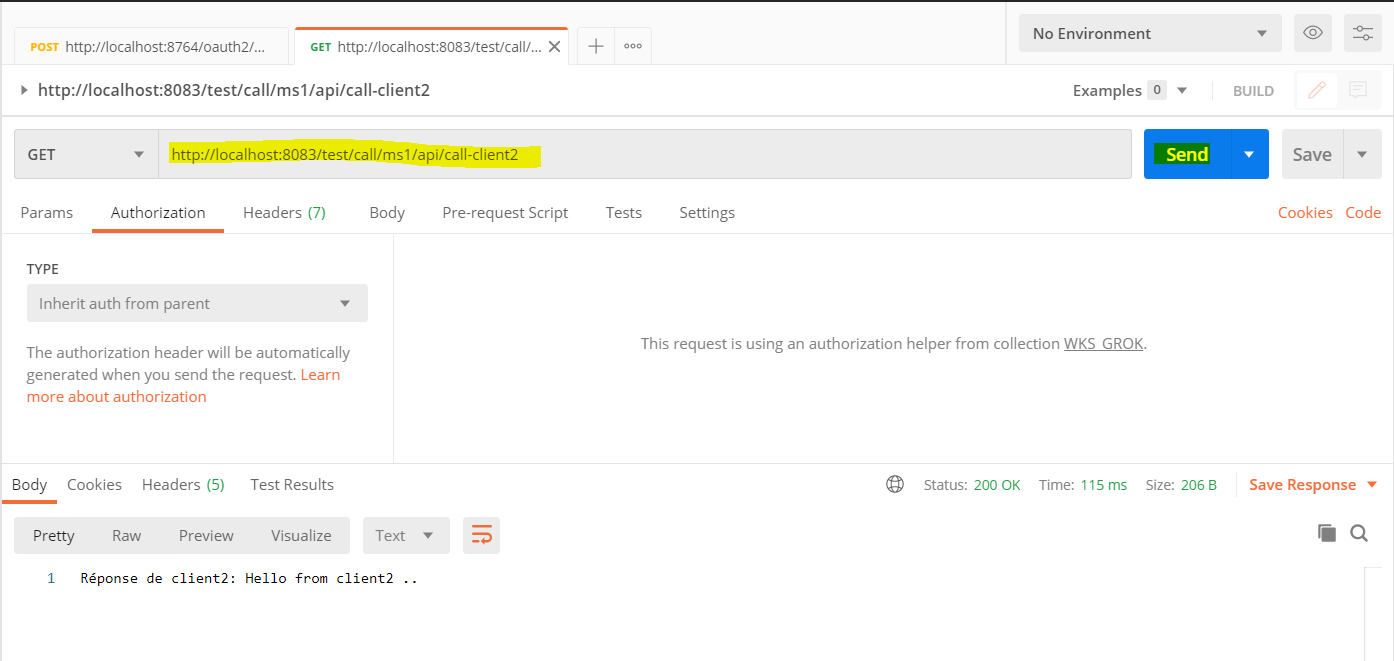 POST http://localhost:8764/oauth2/... GET http://localhost:8083/test/call/... No Environment
http://localhost:8083/test/call/ms1/api/call-client2 Examples 0 BUILD
GET http://localhost:8083/test/call/ms1/api/call-client2 Send Save
Params Authorization Headers (7) Body Pre-request Script Tests Settings Cookies Code
TYPE
Inherit auth from parent
The authorization header will be automatically
generated when you send the request. Learn
more about authorization
This request is using an authorization helper from collection WKS_GROK.
Body Cookies Headers (5) Test Results Status: 200 OK Time: 115 ms Size: 206 B Save Response
Pretty Raw Preview Visualize Text
1 Réponse de client2: Hello from client2 ..